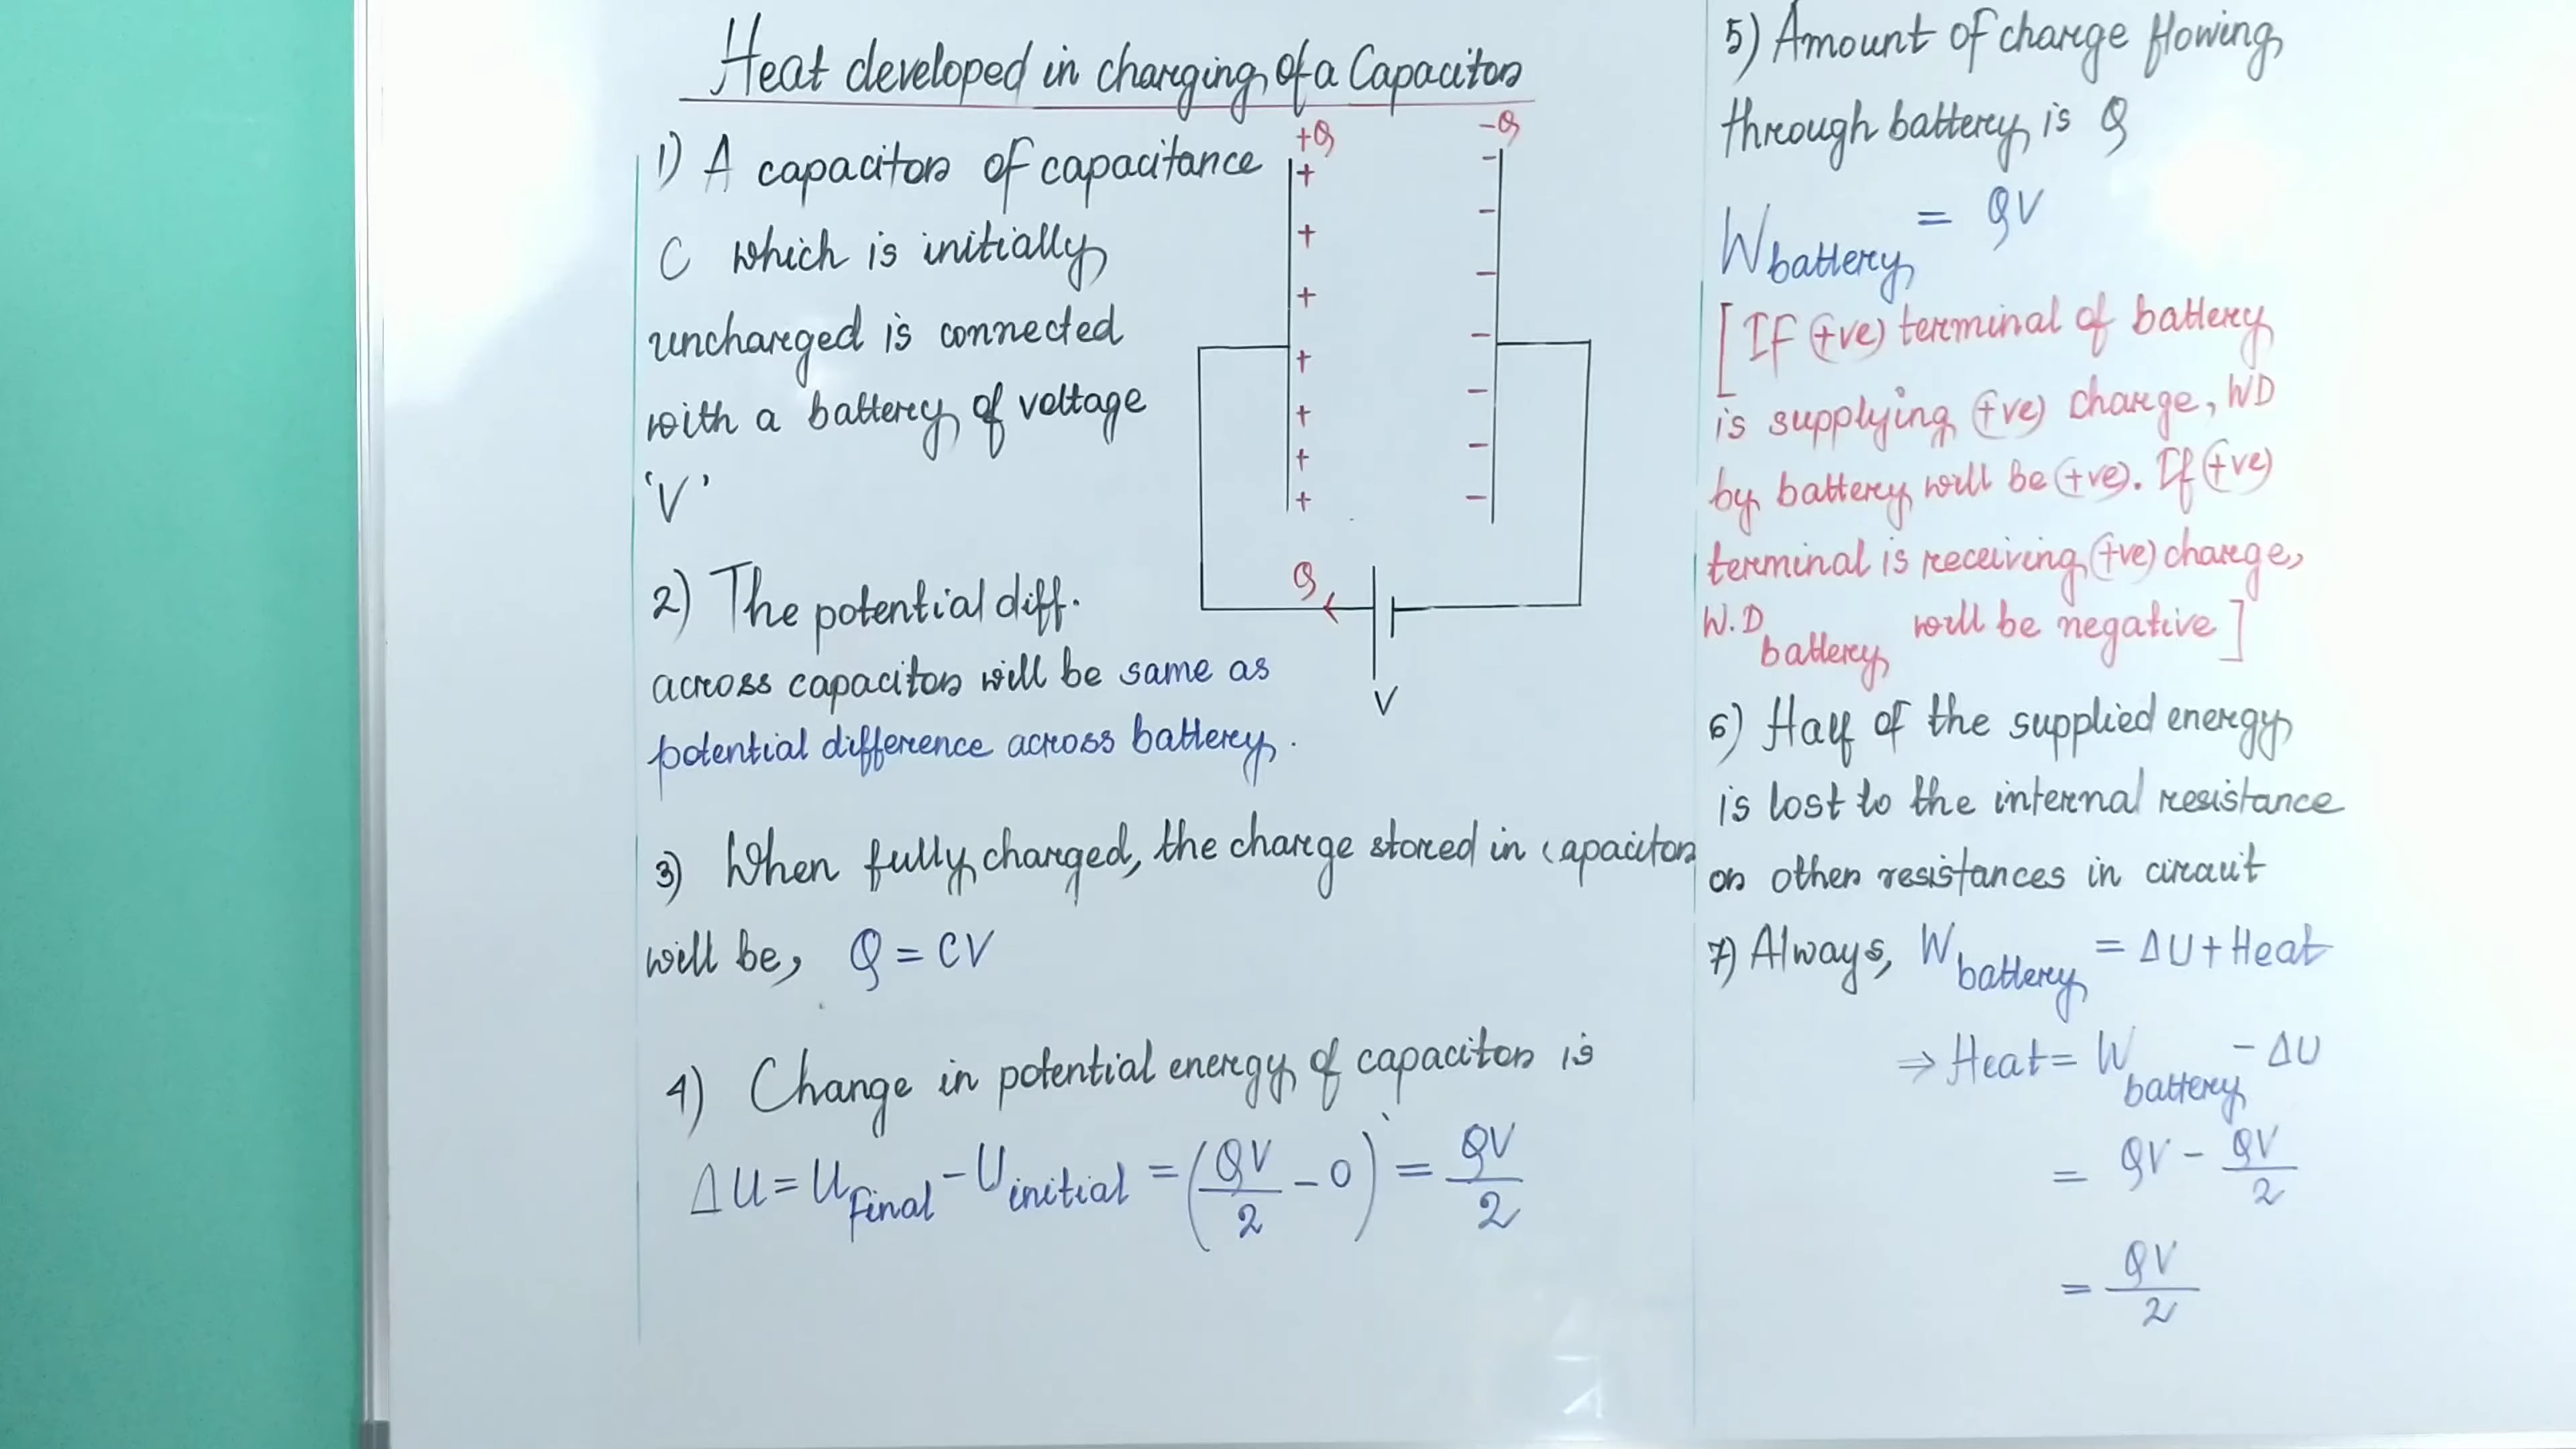 Heat developed in charging of a Capacitor
1) A capacitor of capacitance
C which is initially
uncharged is connected
with a battery of voltage
'V'
+Q
-Q
+
+
+
+
+
+
+
-
-
-
-
-
-
-
Q
V
2) The potential diff.
across capacitor will be same as
potential difference across battery.
3) When fully charged, the charge stored in capacitor
will be, Q = CV
4) Change in potential energy of capacitor is
ΔU = U final - U initial = (QV/2 - 0) = QV/2
5) Amount of charge flowing
through battery is Q
W battery = QV
[IF (+ve) terminal of battery
is supplying (+ve) charge, WD
by battery will be (+ve). If (+ve)
terminal is receiving (+ve) charge,
W.D battery will be negative]
6) Half of the supplied energy
is lost to the internal resistance
or other resistances in circuit
7) Always, W battery = ΔU + Heat
⇒ Heat = W battery - ΔU
= QV - QV/2
= QV/2